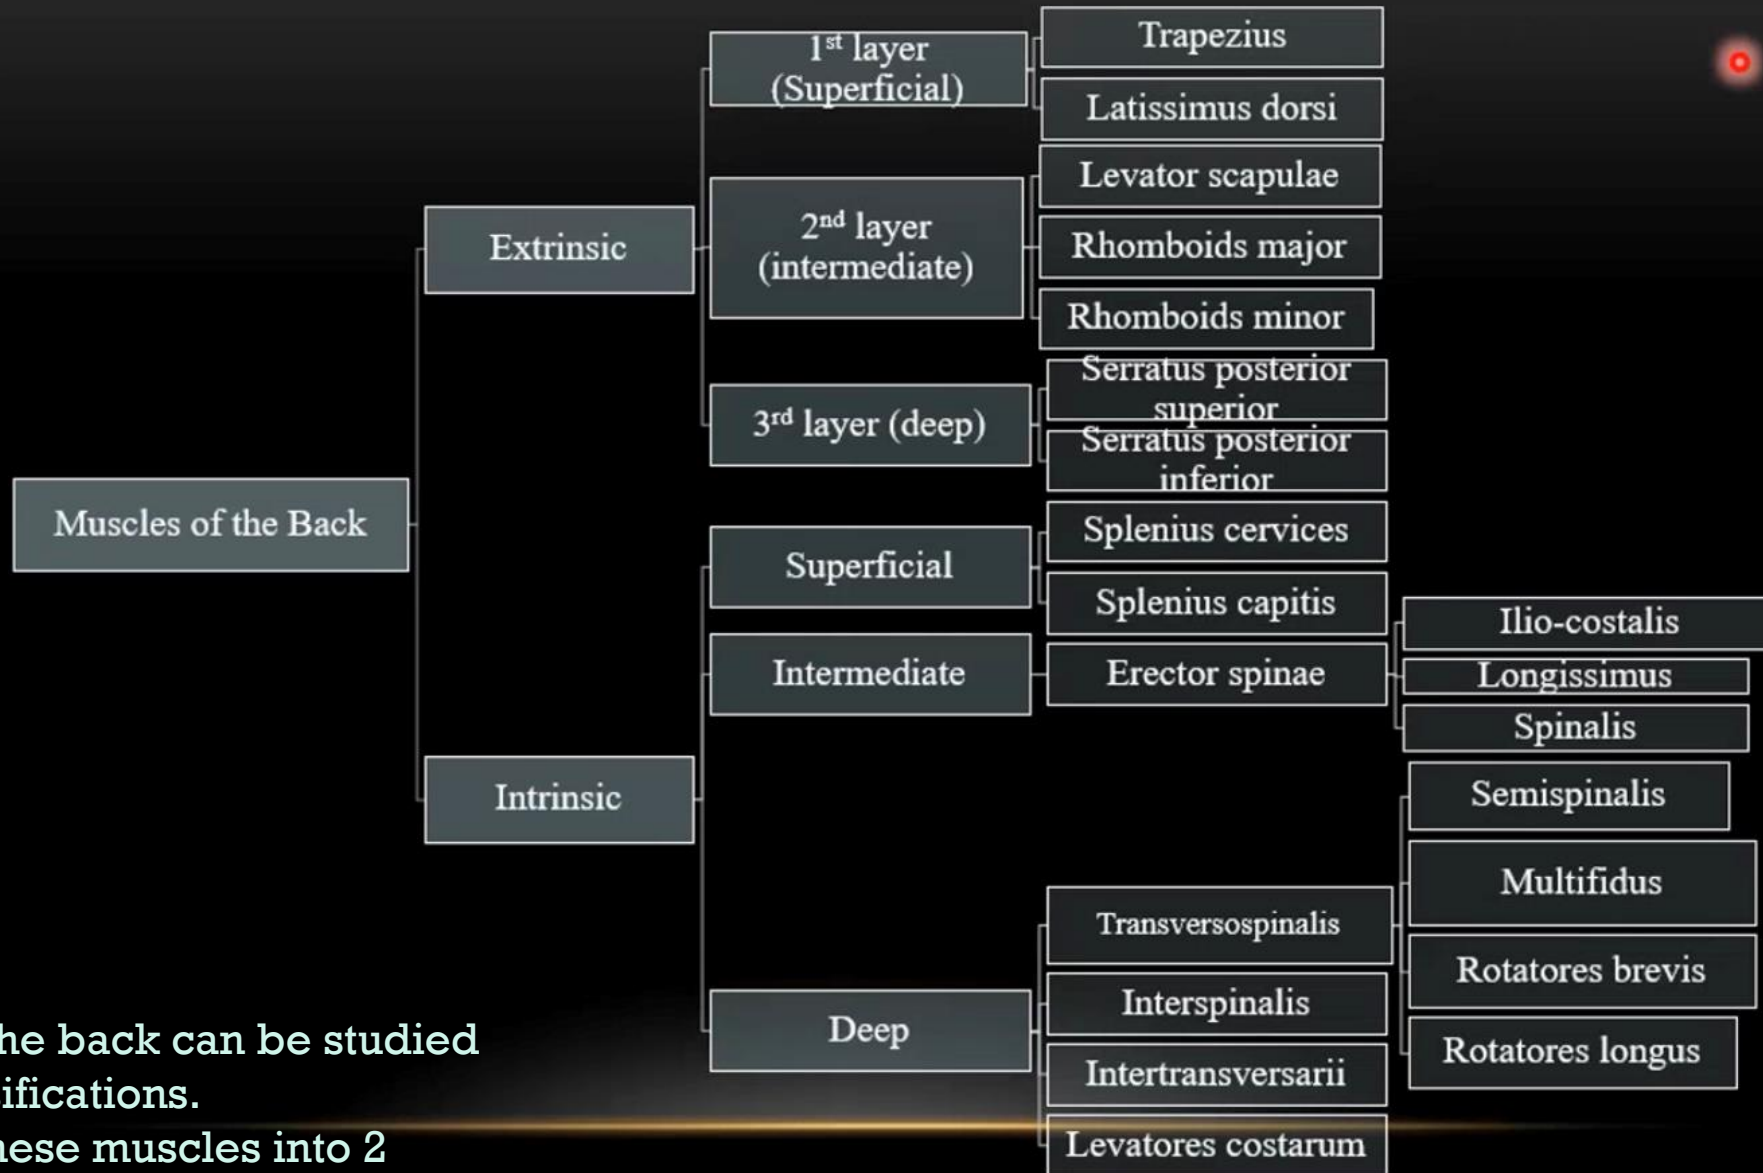 Muscles of the Back
Extrinsic
1st layer
(Superficial)
Trapezius
Latissimus dorsi
2nd layer
(intermediate)
Levator scapulae
Rhomboids major
Rhomboids minor
3rd layer (deep)
Serratus posterior
superior
Serratus posterior
inferior
Intrinsic
Superficial
Splenius cervices
Splenius capitis
Intermediate
Erector spinae
Ilio-costalis
Longissimus
Spinalis
Deep
Transversospinalis
Semispinalis
Multifidus
Rotatores brevis
Rotatores longus
Interspinalis
Intertransversarii
Levatores costarum
he back can be studied
ifications.
hese muscles into 2